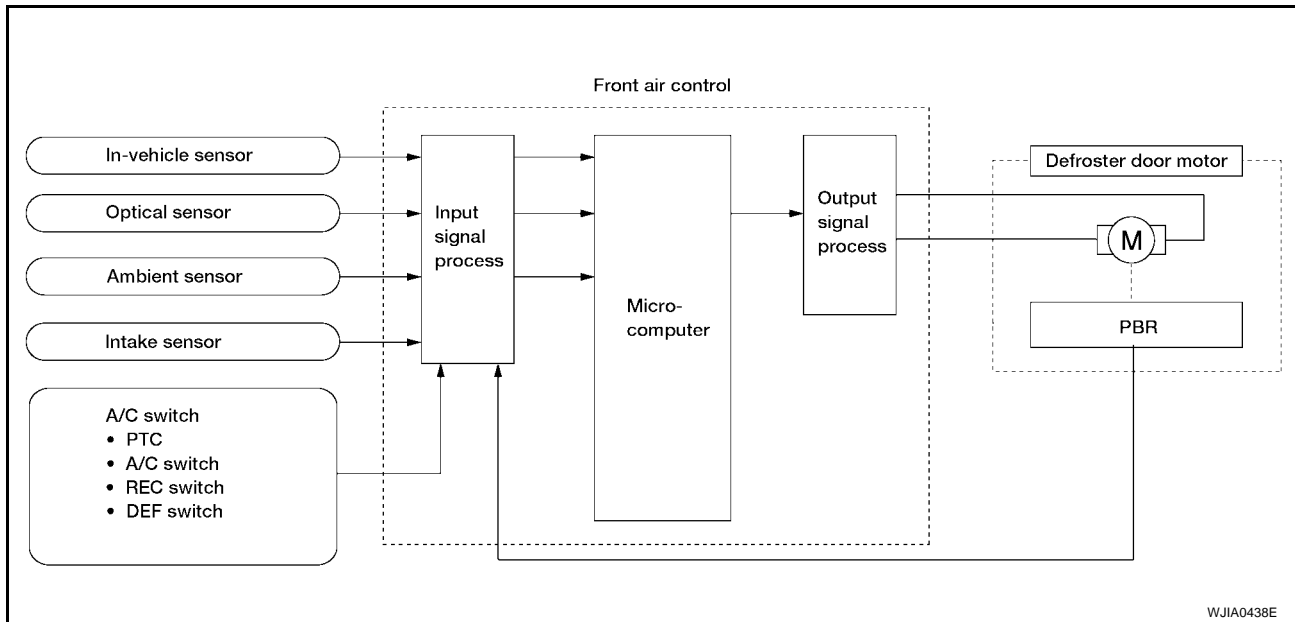 Front air control
In-vehicle sensor
Optical sensor
Ambient sensor
Intake sensor
A/C switch
• PTC
• A/C switch
• REC switch
• DEF switch
Input
signal
process
Micro-
computer
Output
signal
process
Defroster door motor
M
PBR
WJIA0438E